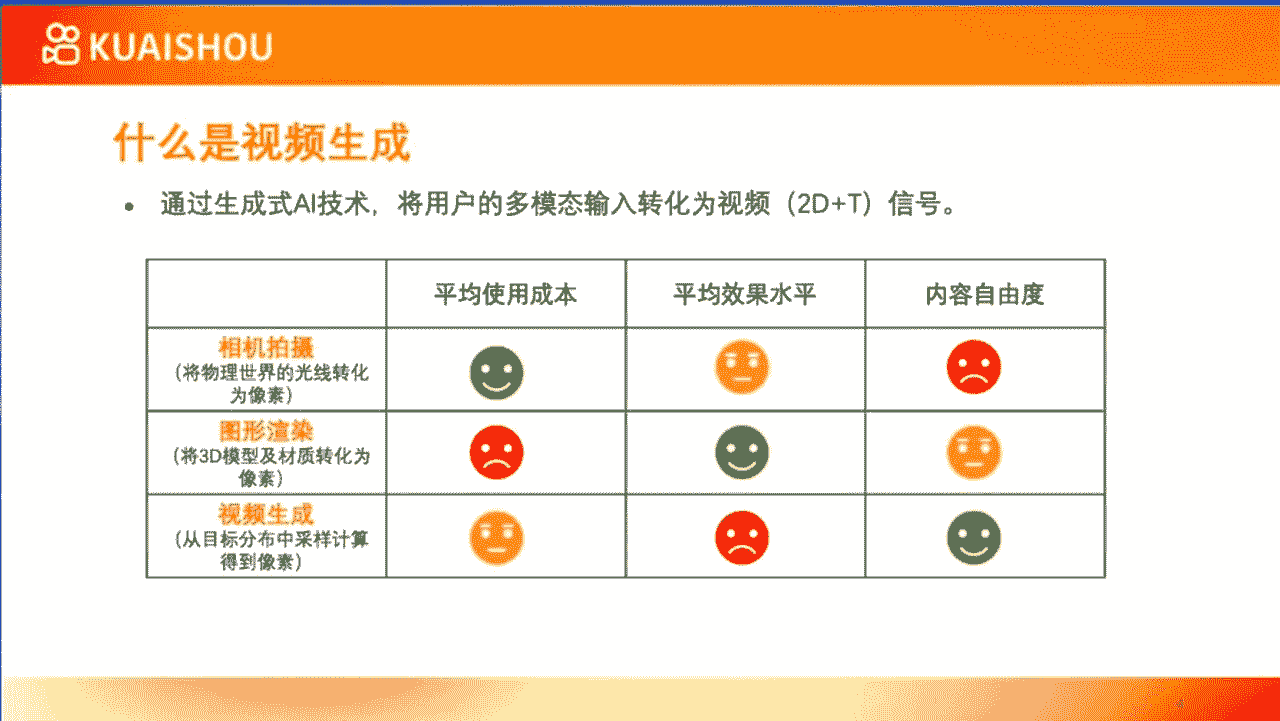 KUAISHOU
什么是视频生成
• 通过生成式AI技术，将用户的多模态输入转化为视频（2D+T）信号。
平均使用成本 平均效果水平 内容自由度
相机拍摄
（将物理世界的光线转化
为像素）
图形渲染
（将3D模型及材质转化为
像素）
视频生成
（从目标分布中采样计算
得到像素）